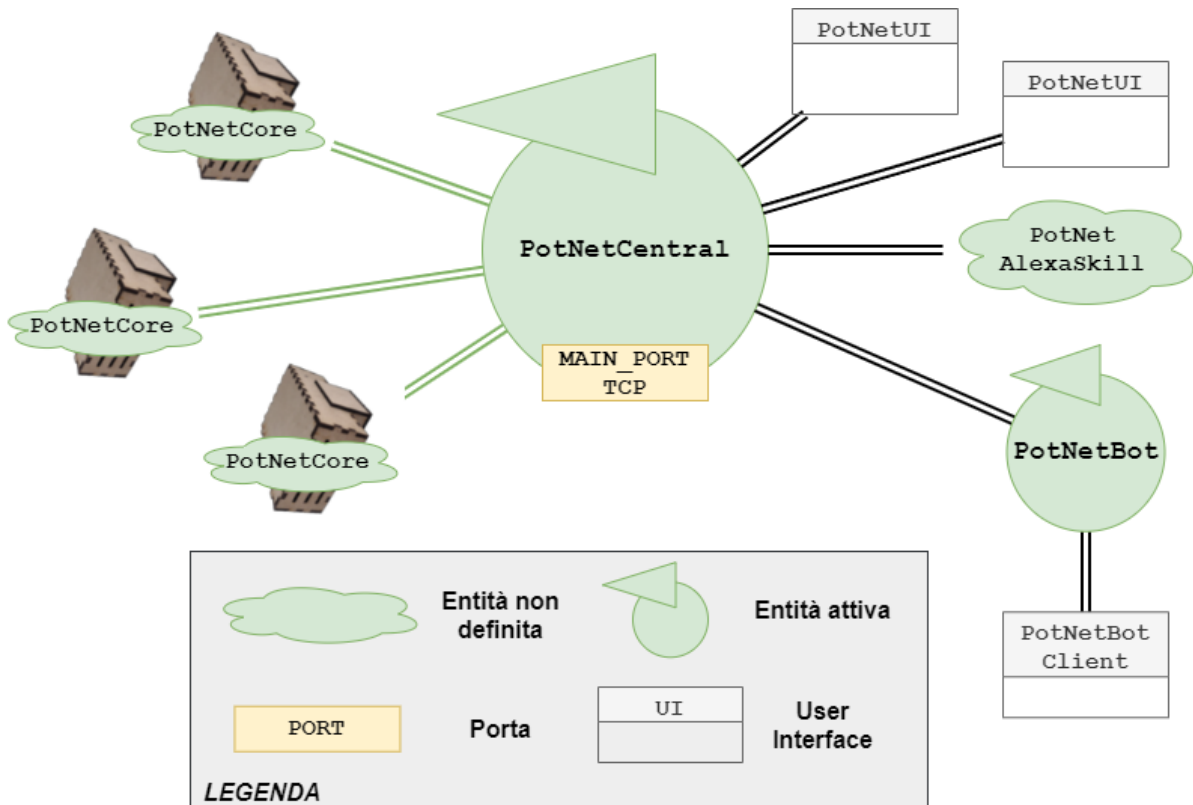 PotNetUI
PotNetUI
PotNetCore
PotNetCentral
PotNet
AlexaSkill
PotNetCore
MAIN_PORT
TCP
PotNetCore
PotNetBot
Entità non
definita
Entità attiva
PotNetBot
Client
PORT
Porta
UI
User
Interface
LEGENDA